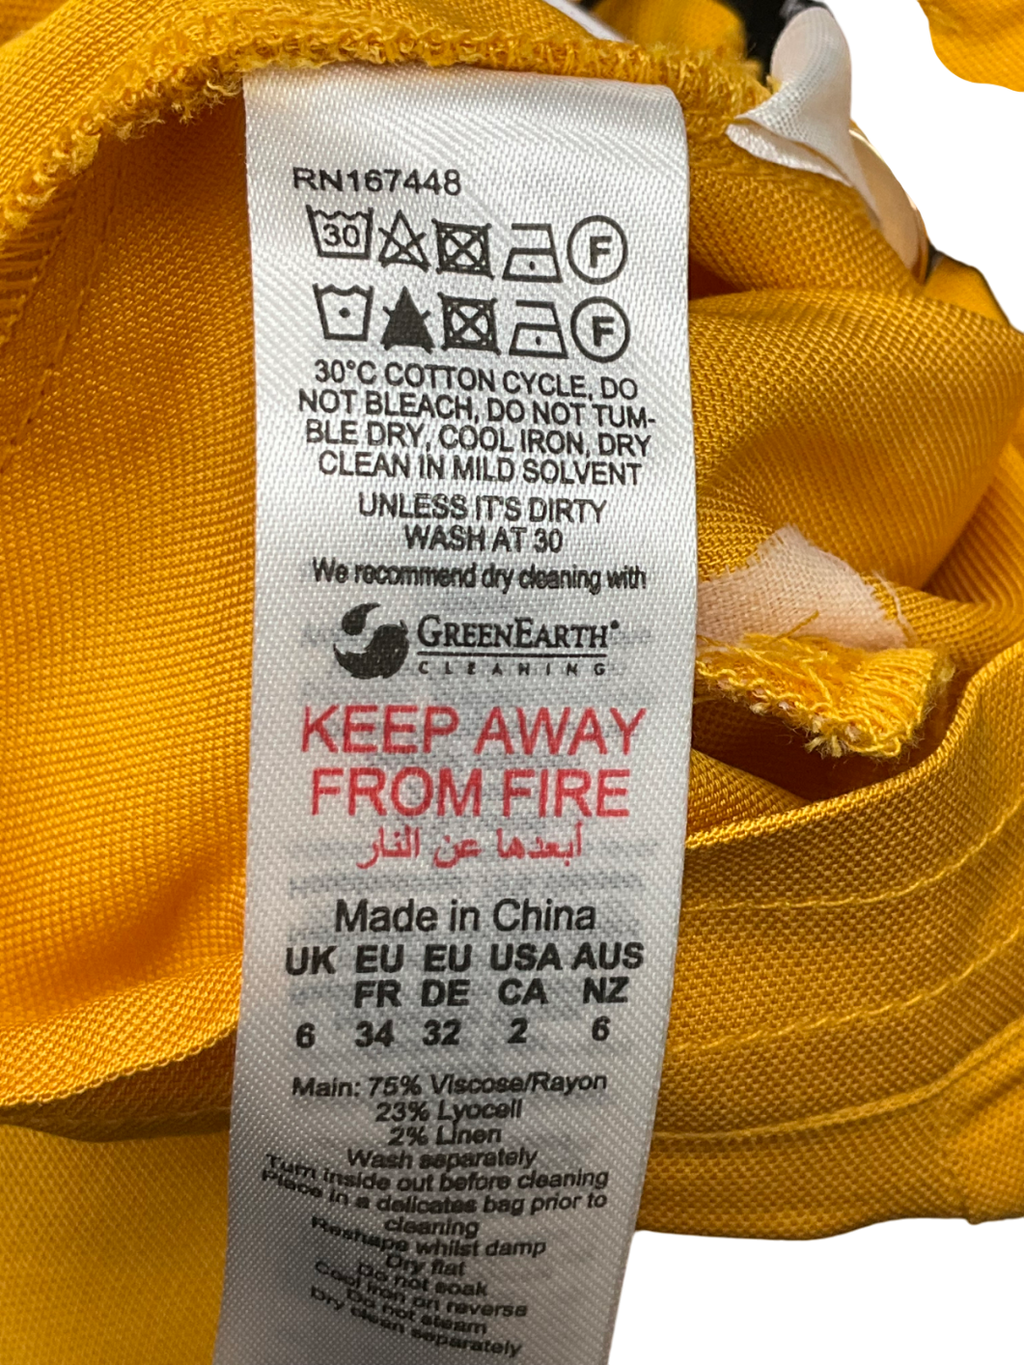 RN167448
30 F
F
30°C COTTON CYCLE, DO
NOT BLEACH, DO NOT TUM-
BLE DRY, COOL IRON, DRY
CLEAN IN MILD SOLVENT
UNLESS IT'S DIRTY
WASH AT 30
We recommend dry cleaning with
GREENEARTH®
CLEANING
KEEP AWAY
FROM FIRE
أبعدها عن النار
Made in China
UK EU EU USA AUS
FR DE CA NZ
6 34 32 2 6
Main: 75% Viscose/Rayon
23% Lyocell
2% Linen
Wash separately
Turn inside out before cleaning
Place in a delicates bag prior to
cleaning
Reshape whilst damp
Dry flat
Do not soak
Cool iron on reverse
Do not steam
Dry clean separately